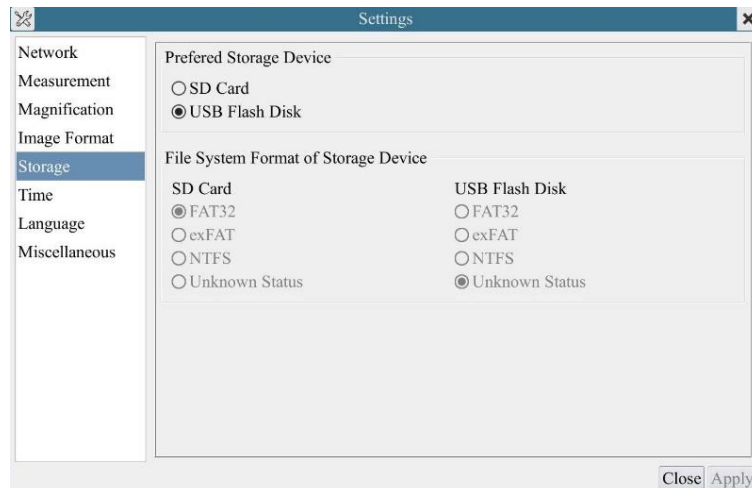 Settings
Network
Measurement
Magnification
Image Format
Storage
Time
Language
Miscellaneous
Prefered Storage Device
SD Card
USB Flash Disk
File System Format of Storage Device
SD Card
FAT32
exFAT
NTFS
Unknown Status
USB Flash Disk
FAT32
exFAT
NTFS
Unknown Status
Close Apply